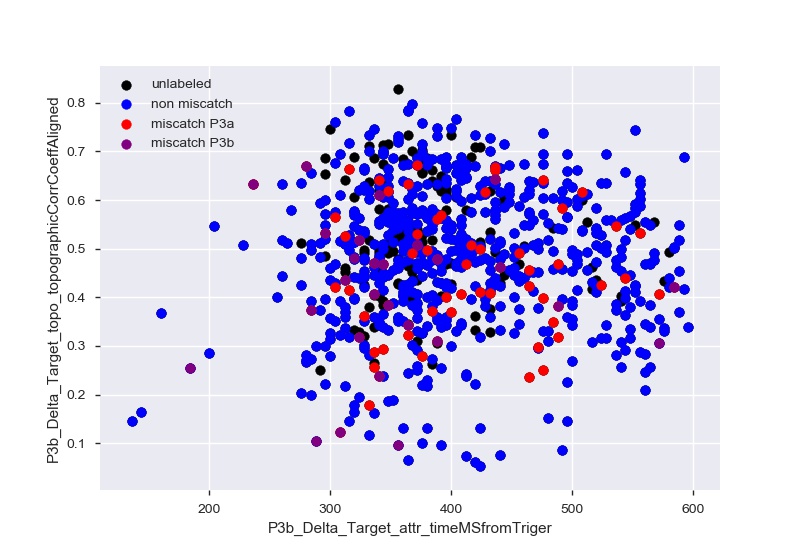 unlabeled
non miscatch
miscatch P3a
miscatch P3b
0.8
0.7
0.6
0.5
0.4
0.3
0.2
0.1
P3b_Delta_Target_topo_topographicCorrCoeffAligned
200 300 400 500 600
P3b_Delta_Target_attr_timeMSfromTriger